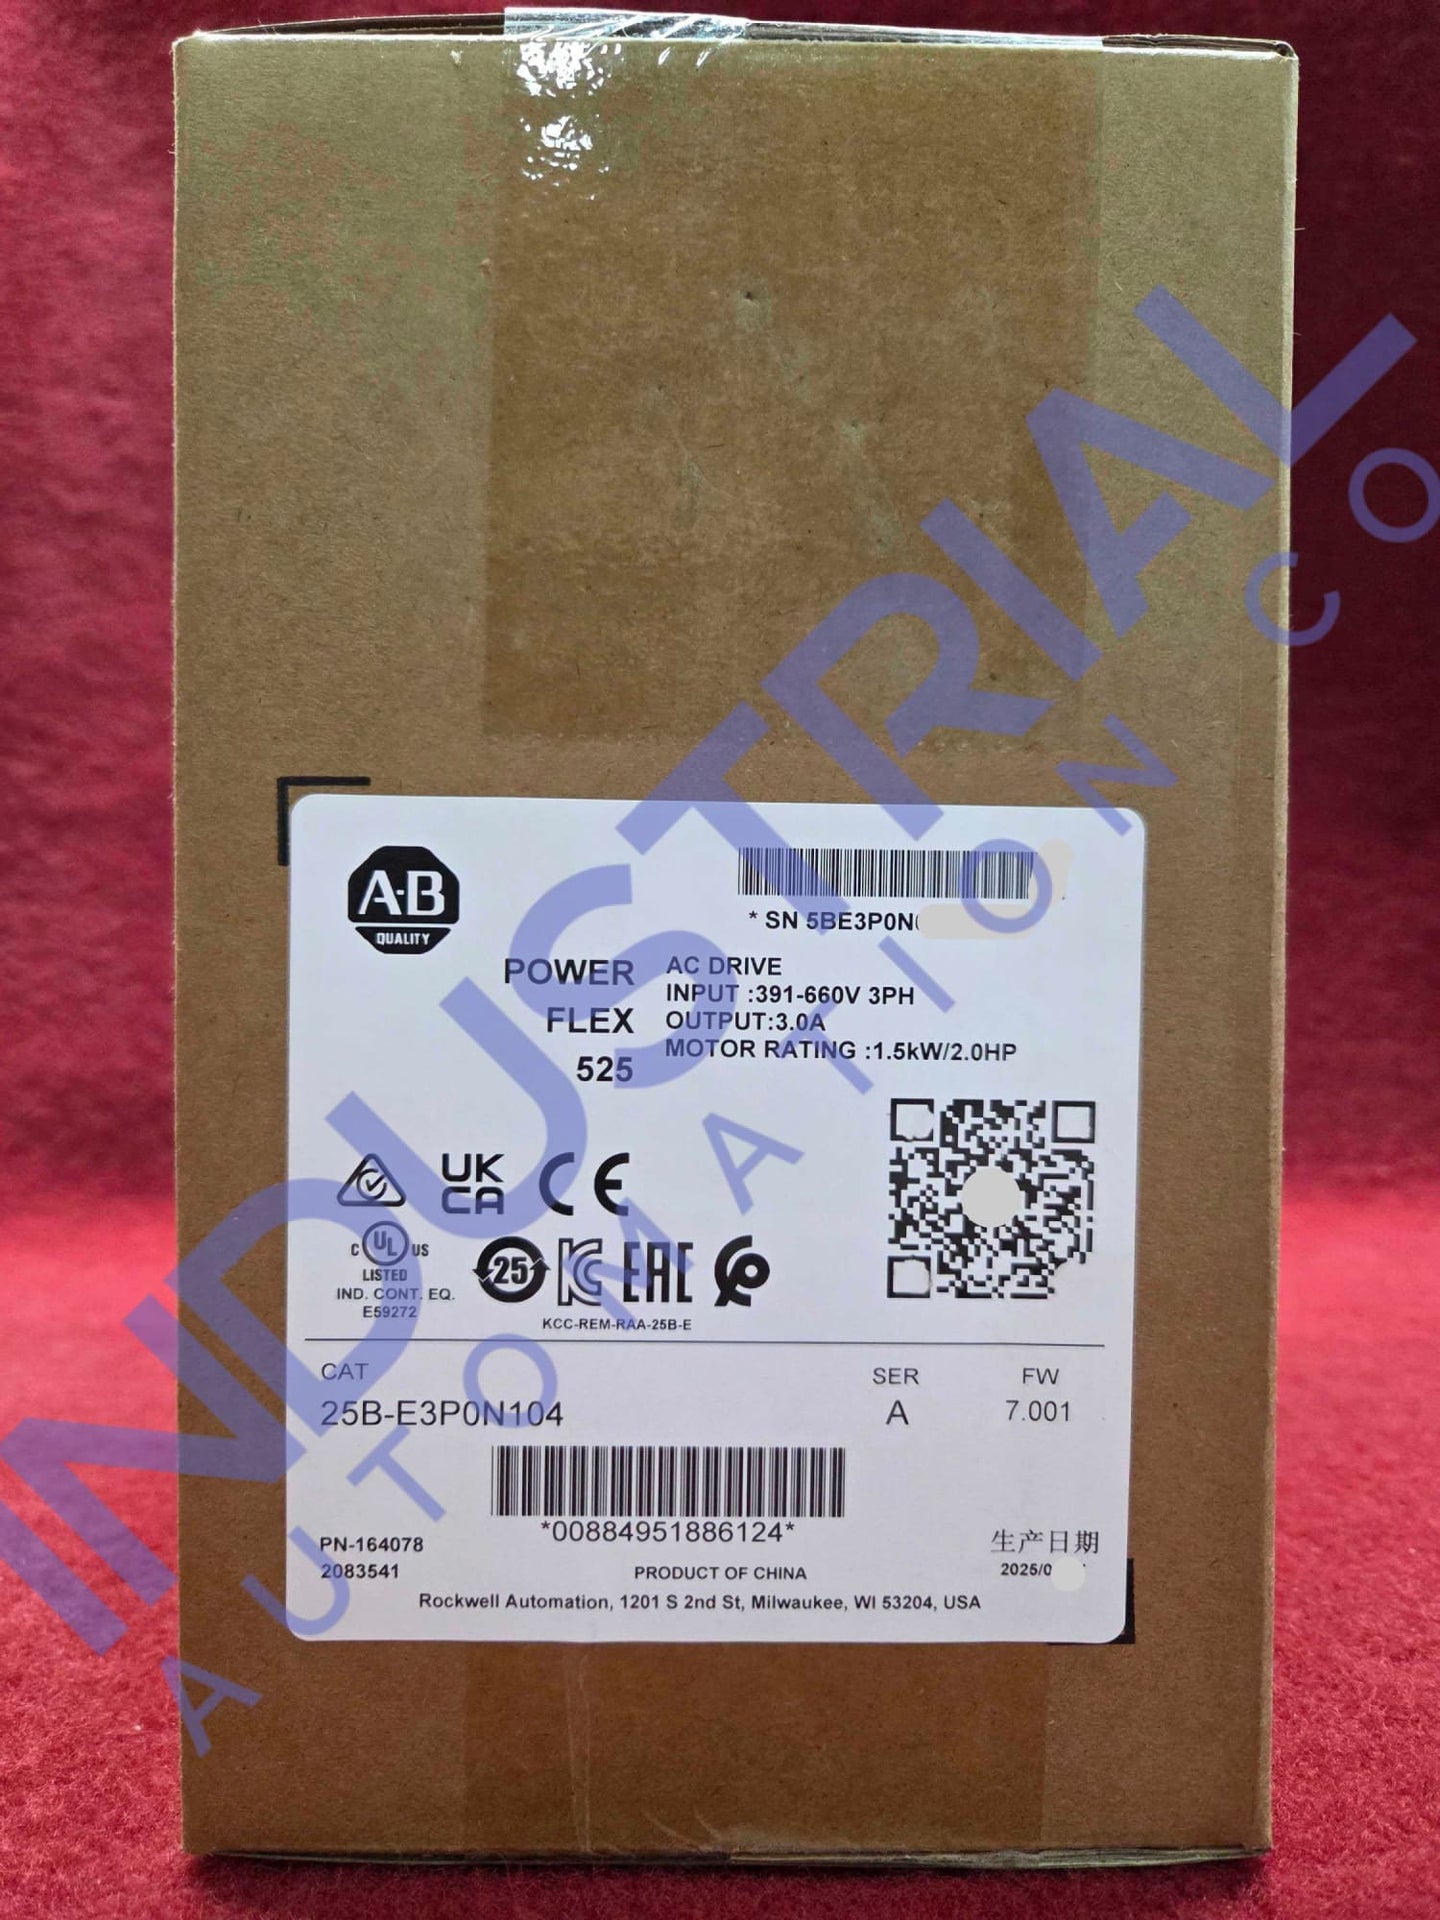 A·B
QUALITY
* SN 5BE3P0N
POWER
FLEX
525
AC DRIVE
INPUT :391-660V 3PH
OUTPUT:3.0A
MOTOR RATING :1.5kW/2.0HP
UK
CA
CE
C UL US
LISTED
IND. CONT. EQ.
E59272
25
EAC
KCC-REM-RAA-25B-E
CAT
SER
FW
25B-E3P0N104
A
7.001
*00884951886124*
PN-164078
2083541
生产日期
2025/0
PRODUCT OF CHINA
Rockwell Automation, 1201 S 2nd St, Milwaukee, WI 53204, USA
INDUSTRIAL
AUTOMATION CO